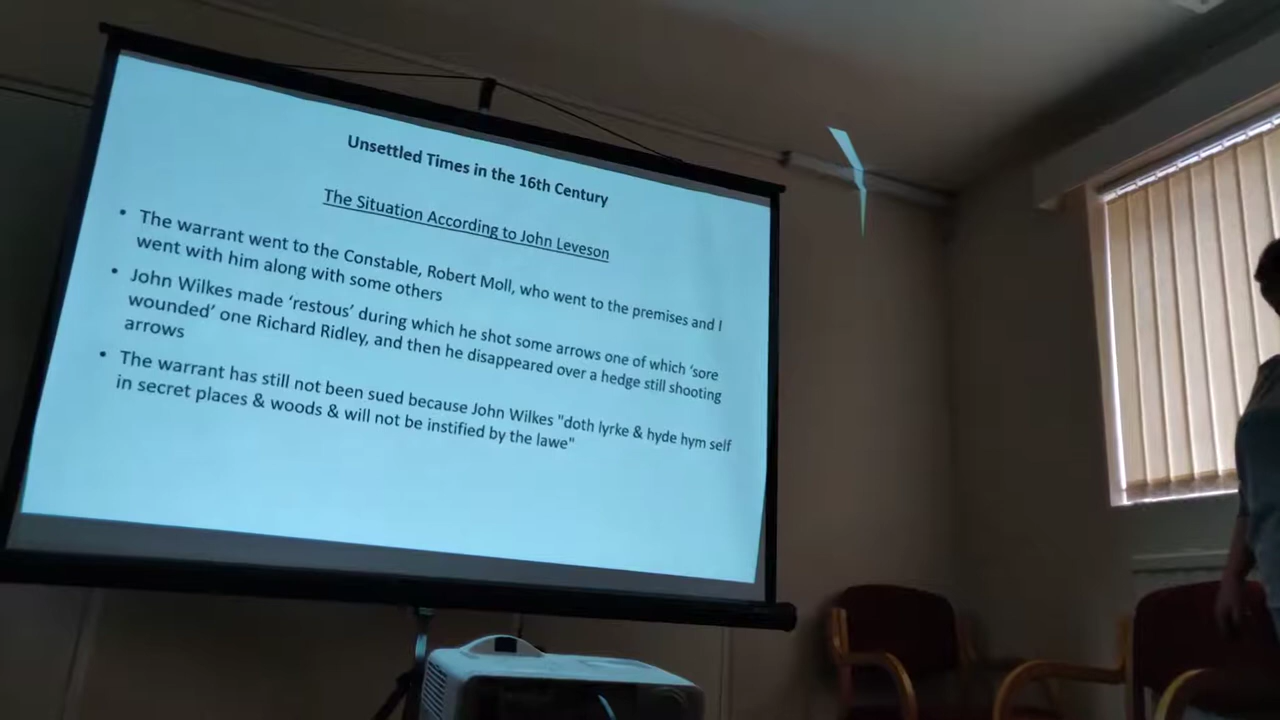 Unsettled Times in the 16th Century
The Situation According to John Leveson
• The warrant went to the Constable, Robert Moll, who went to the premises and I
went with him along with some others
• John Wilkes made ‘restous’ during which he shot some arrows one of which ‘sore
wounded’ one Richard Ridley, and then he disappeared over a hedge still shooting
arrows
• The warrant has still not been sued because John Wilkes "doth lyrke & hyde hym self
in secret places & woods & will not be instified by the lawe"